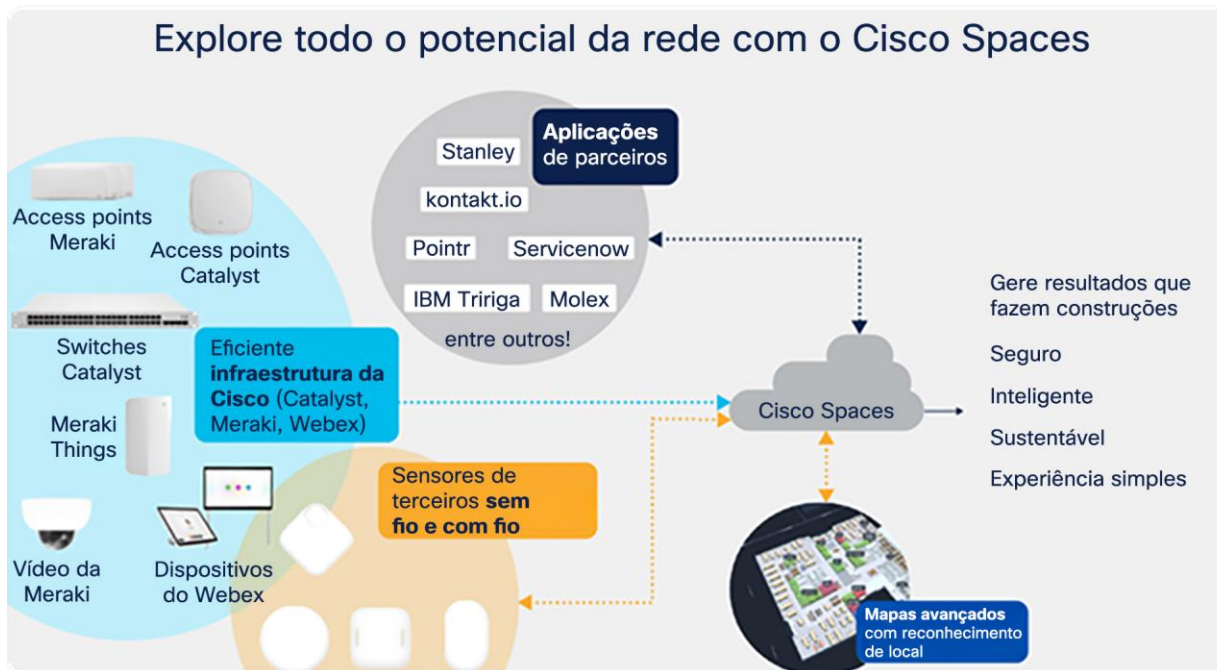 Explore todo o potencial da rede com o Cisco Spaces
Aplicações
de parceiros
Stanley
kontakt.io
Pointr
Servicenow
IBM Tririga
Molex
entre outros!
Access points
Meraki
Access points
Catalyst
Switches
Catalyst
Meraki
Things
Vídeo da
Meraki
Dispositivos
do Webex
Eficiente
infraestrutura da
Cisco (Catalyst,
Meraki, Webex)
Sensores de
terceiros sem
fio e com fio
Cisco Spaces
Mapas avançados
com reconhecimento
de local
Gere resultados que
fazem construções
Seguro
Inteligente
Sustentável
Experiência simples